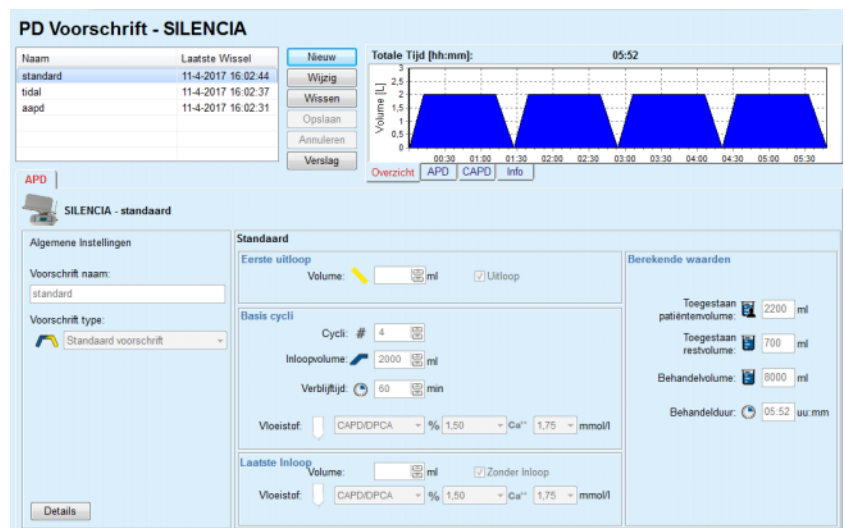 PD Voorschrift - SILENCIA
Naam Laatste Wissel
standard 11-4-2017 16:02:44
tidal 11-4-2017 16:02:37
aapd 11-4-2017 16:02:31
Nieuw
Wijzig
Wissen
Opslaan
Annuleren
Verslag
Totale Tijd [hh:mm]: 05:52
Volume [L]
3
2,5
2
1,5
1
0,5
0
00:30 01:00 01:30 02:00 02:30 03:00 03:30 04:00 04:30 05:00 05:30
Overzicht APD CAPD Info
APD
SILENCIA - standaard
Algemene Instellingen
Voorschrift naam:
standard
Voorschrift type:
Standaard voorschrift
Details
Standaard
Eerste uitloop
Volume: ml Uitloop
Basis cycli
Cycli: # 4
Inloopvolume: 2000 ml
Verblijftijd: 60 min
Vloeistof: CAPD/DPCA % 1,50 Ca⁺⁺ 1,75 mmol/l
Laatste Inloop
Volume: ml Zonder Inloop
Vloeistof: CAPD/DPCA % 1,50 Ca⁺⁺ 1,75 mmol/l
Berekende waarden
Toegestaan
patiëntenvolume: 2200 ml
Toegestaan
restvolume: 700 ml
Behandelvolume: 8000 ml
Behandelduur: 05:52 uu:mm